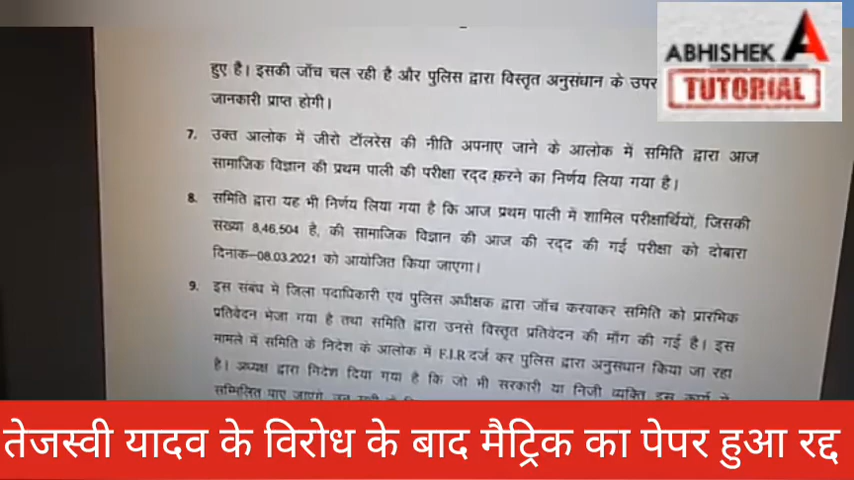 ABHISHEK A
TUTORIAL
हुए है। इसकी जाँच चल रही है और पुलिस द्वारा विस्तृत अनुसंधान के उपर
जानकारी प्राप्त होगी।
7. उक्त आलोक में जीरो टॉलरेंस की नीति अपनाए जाने के आलोक में समिति द्वारा आज
सामाजिक विज्ञान की प्रथम पाली की परीक्षा रद्द करने का निर्णय लिया गया है।
8. समिति द्वारा यह भी निर्णय लिया गया है कि आज प्रथम पाली में शामिल परीक्षार्थियों, जिसकी
संख्या 8,46,504 है, की सामाजिक विज्ञान की आज की रद्द की गई परीक्षा को दोबारा
दिनांक-08.03.2021 को आयोजित किया जाएगा।
9. इस संबंध में जिला पदाधिकारी एवं पुलिस अधीक्षक द्वारा जाँच करवाकर समिति को प्रारंभिक
प्रतिवेदन भेजा गया है तथा समिति द्वारा उनसे विस्तृत प्रतिवेदन की माँग की गई है। इस
मामले में समिति के निदेश के आलोक में F.I.R दर्ज कर पुलिस द्वारा अनुसंधान किया जा रहा
है। अध्यक्ष द्वारा निदेश दिया गया है कि जो भी सरकारी या निजी व्यक्ति इस कार्य में
सम्मिलित पाए जाएंगे
तेजस्वी यादव के विरोध के बाद मैट्रिक का पेपर हुआ रद्द